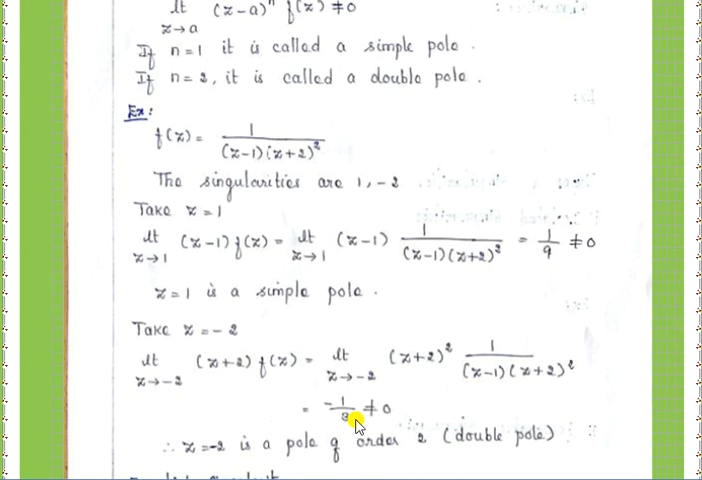 lt (z-a)^n f(z) ≠ 0
z→a
If n=1 it is called a simple pole.
If n=2, it is called a double pole.
Ex:
f(z) = 1 / (z-1)(z+2)^2
The singularities are 1, -2
Take z=1
lt z→1 (z-1) f(z) = lt z→1 (z-1) 1 / (z-1)(z+2)^2 = 1/9 ≠ 0
z=1 is a simple pole.
Take z=-2
lt z→-2 (z+2) f(z) = lt z→-2 (z+2)^2 1 / (z-1)(z+2)^2
= -1/3 ≠ 0
∴ z=-2 is a pole of order 2 (double pole)